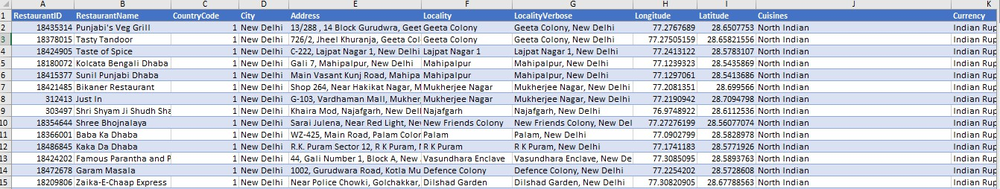 A B C D E F G H I J K
1 RestaurantID RestaurantName CountryCode City Address Locality LocalityVerbose Longitude Latitude Cuisines Currency
2 18435314 Punjabi's Veg Grill 1 New Delhi 13/288 , 14 Block Gurudwra, Geet Geeta Colony Geeta Colony, New Delhi 77.2767689 28.6507753 North Indian Indian Rup
3 18378015 Tasty Tandoor 1 New Delhi 726/2, Jheel Khuranja, Geeta Col Geeta Colony Geeta Colony, New Delhi 77.27505159 28.65821556 North Indian Indian Rup
4 18424905 Taste of Spice 1 New Delhi C-222, Lajpat Nagar 1, New Delhi Lajpat Nagar 1 Lajpat Nagar 1, New Delhi 77.2413122 28.5783107 North Indian Indian Rup
5 18180072 Kolcata Bengali Dhaba 1 New Delhi Gali 7, Mahipalpur, New Delhi Mahipalpur Mahipalpur, New Delhi 77.1239323 28.5435869 North Indian Indian Rup
6 18415377 Sunil Punjabi Dhaba 1 New Delhi Main Vasant Kunj Road, Mahipa Mahipalpur Mahipalpur, New Delhi 77.1297061 28.5413686 North Indian Indian Rup
7 18421485 Bikaner Restaurant 1 New Delhi Shop 264, Near Hakikat Nagar, M Mukherjee Nagar Mukherjee Nagar, New Delhi 77.2081351 28.699566 North Indian Indian Rup
8 312413 Just In 1 New Delhi G-103, Vardhaman Mall, Mukher Mukherjee Nagar Mukherjee Nagar, New Delhi 77.2190942 28.7094798 North Indian Indian Rup
9 303497 Shri Shyam Ji Shudh Sha 1 New Delhi Khaira Mod, Najafgarh, New Del Najafgarh Najafgarh, New Delhi 76.9748922 28.6112536 North Indian Indian Rup
10 18354644 Shree Bhojnalaya 1 New Delhi Sarai Julena, Near Red Light, Ne New Friends Colony New Friends Colony, New Del 77.27276199 28.56077074 North Indian Indian Rup
11 18366001 Baba Ka Dhaba 1 New Delhi WZ-425, Main Road, Palam Color Palam Palam, New Delhi 77.0902799 28.5828978 North Indian Indian Rup
12 18486845 Kaka Da Dhaba 1 New Delhi R.K. Puram Sector 12, R K Puram, R K Puram R K Puram, New Delhi 77.1741183 28.5771926 North Indian Indian Rup
13 18424202 Famous Parantha and P 1 New Delhi 44, Gali Number 1, Block A, New Vasundhara Enclave Vasundhara Enclave, New De 77.3085095 28.5893763 North Indian Indian Rup
14 18472678 Garam Masala 1 New Delhi 1002, Gurudwara Road, Kotla Mu Defence Colony Defence Colony, New Delhi 77.2254202 28.5728608 North Indian Indian Rup
15 18209806 Zaika-E-Chaap Express 1 New Delhi Near Police Chowki, Golchakkar, Dilshad Garden Dilshad Garden, New Delhi 77.30820905 28.67788563 North Indian Indian Rup